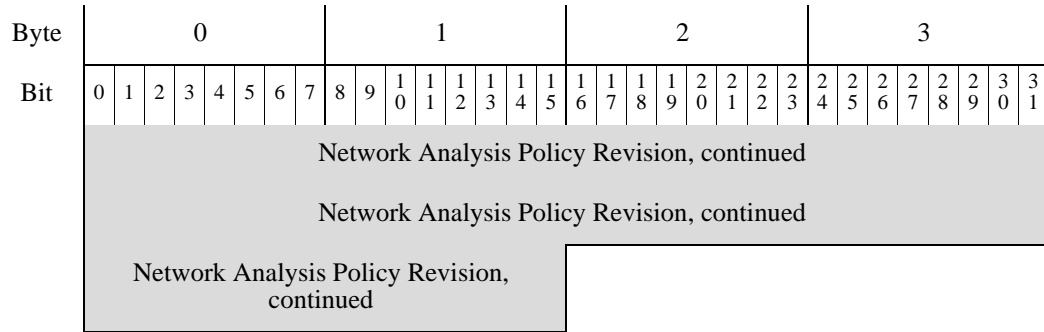 Byte 0 1 2 3
Bit 0 1 2 3 4 5 6 7 8 9 10 11 12 13 14 15 16 17 18 19 20 21 22 23 24 25 26 27 28 29 30 31
Network Analysis Policy Revision, continued
Network Analysis Policy Revision, continued
Network Analysis Policy Revision,
continued